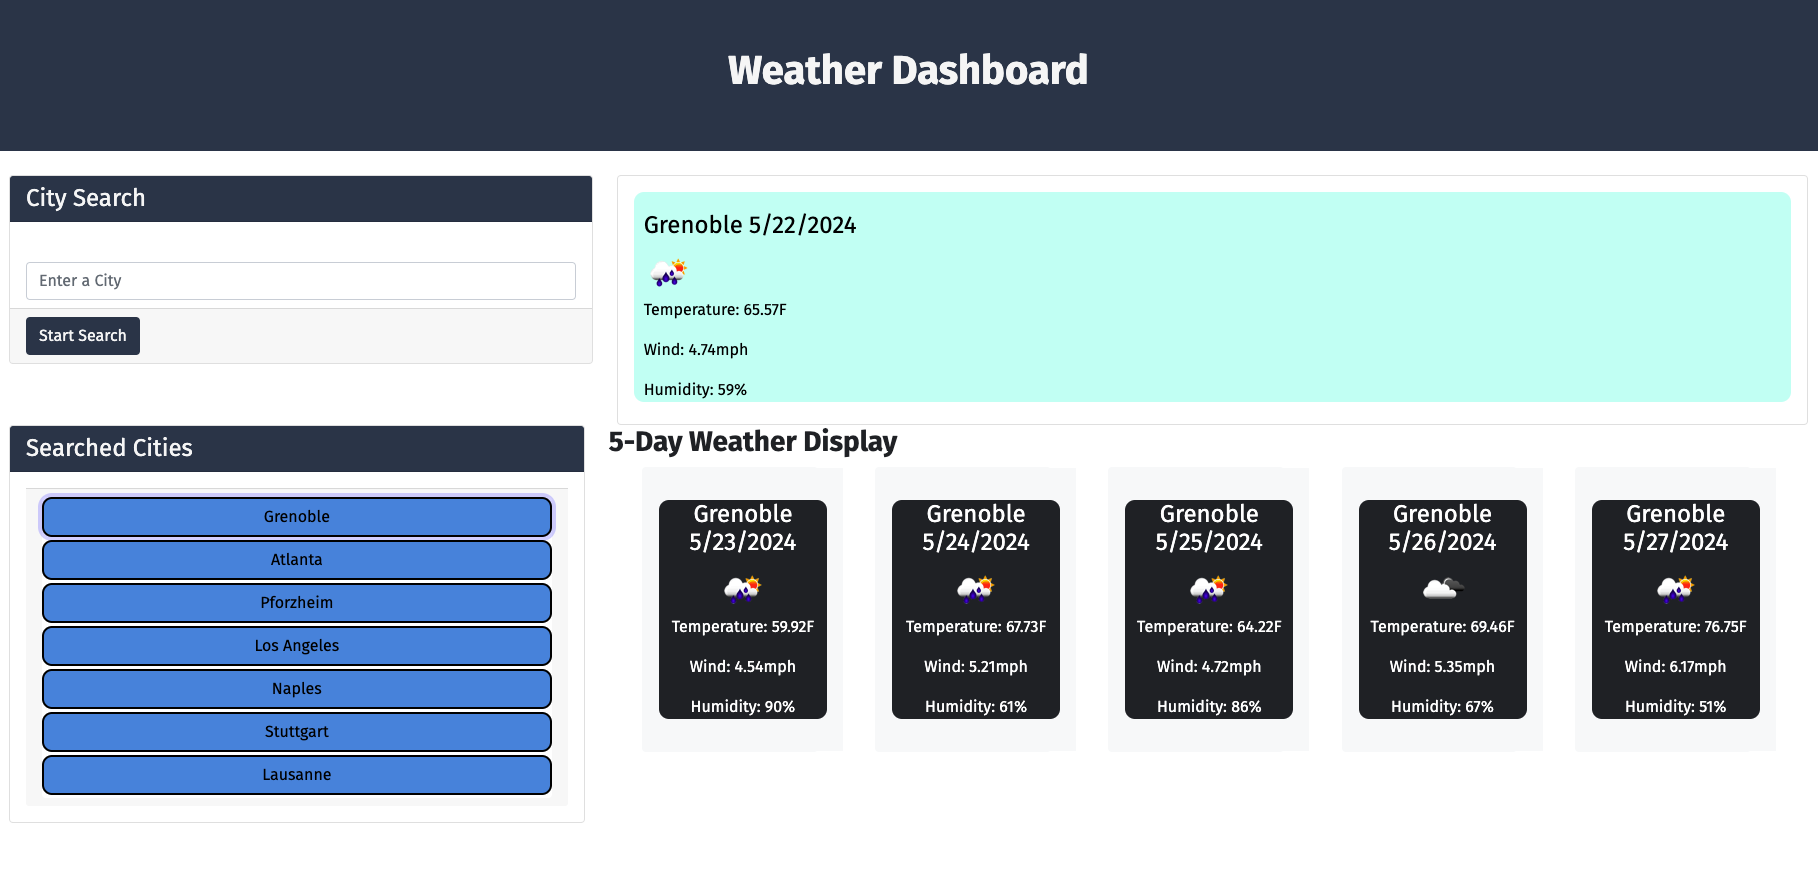 Weather Dashboard
City Search
Enter a City
Start Search
Searched Cities
Grenoble
Atlanta
Pforzheim
Los Angeles
Naples
Stuttgart
Lausanne
Grenoble 5/22/2024
Temperature: 65.57F
Wind: 4.74mph
Humidity: 59%
5-Day Weather Display
Grenoble
5/23/2024
Temperature: 59.92F
Wind: 4.54mph
Humidity: 90%
Grenoble
5/24/2024
Temperature: 67.73F
Wind: 5.21mph
Humidity: 61%
Grenoble
5/25/2024
Temperature: 64.22F
Wind: 4.72mph
Humidity: 86%
Grenoble
5/26/2024
Temperature: 69.46F
Wind: 5.35mph
Humidity: 67%
Grenoble
5/27/2024
Temperature: 76.75F
Wind: 6.17mph
Humidity: 51%